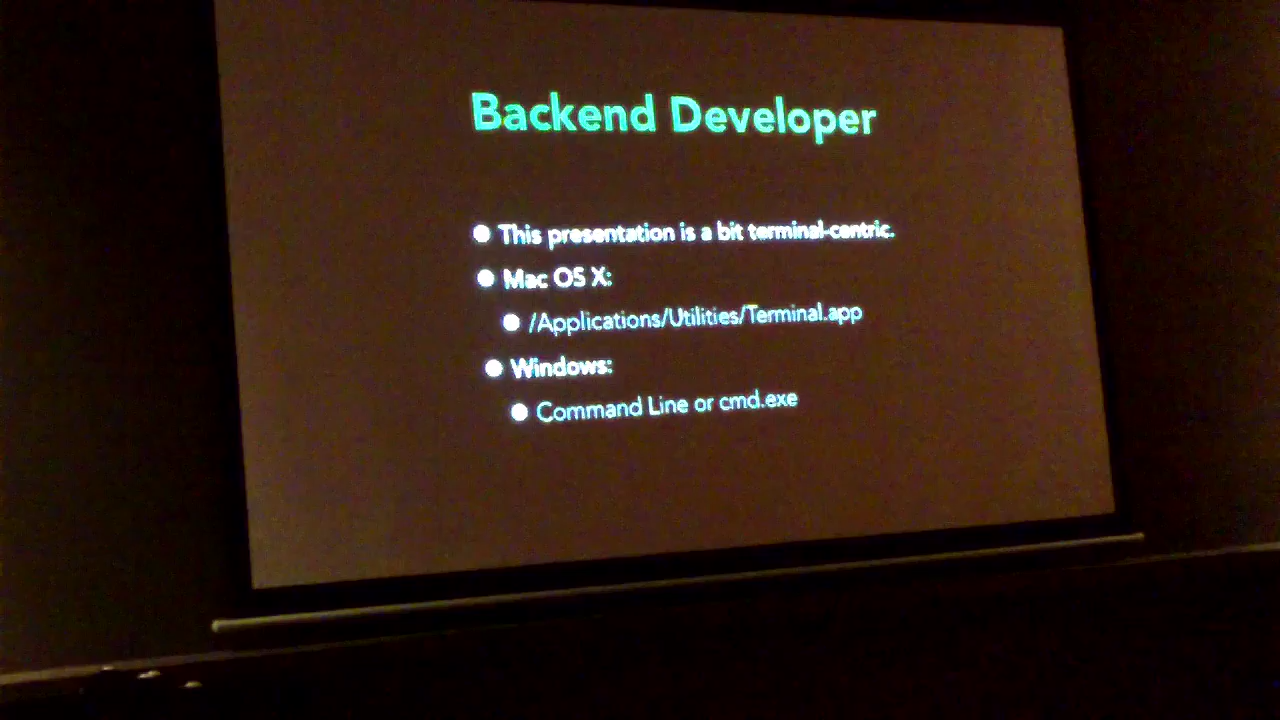 Backend Developer
This presentation is a bit terminal-centric.
Mac OS X:
/Applications/Utilities/Terminal.app
Windows:
Command Line or cmd.exe